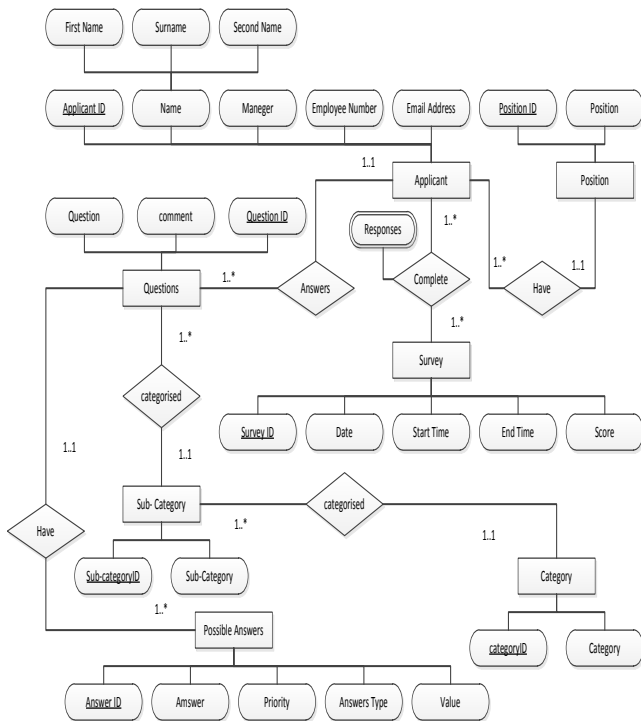 First Name Surname Second Name
Applicant ID Name Maneger Employee Number Email Address Position ID Position
1..1 Applicant Position
Question comment Question ID
Responses 1..*
Questions 1..* Answers Complete 1..* Have 1..1
1..* 1..*
Survey
categorised
Survey ID Date Start Time End Time Score
1..1 1..1
Sub- Category 1..* categorised
Have 1..1
Sub-categoryID Sub-Category Category
1..*
Possible Answers categoryID Category
Answer ID Amswer Priority Answers Type Value